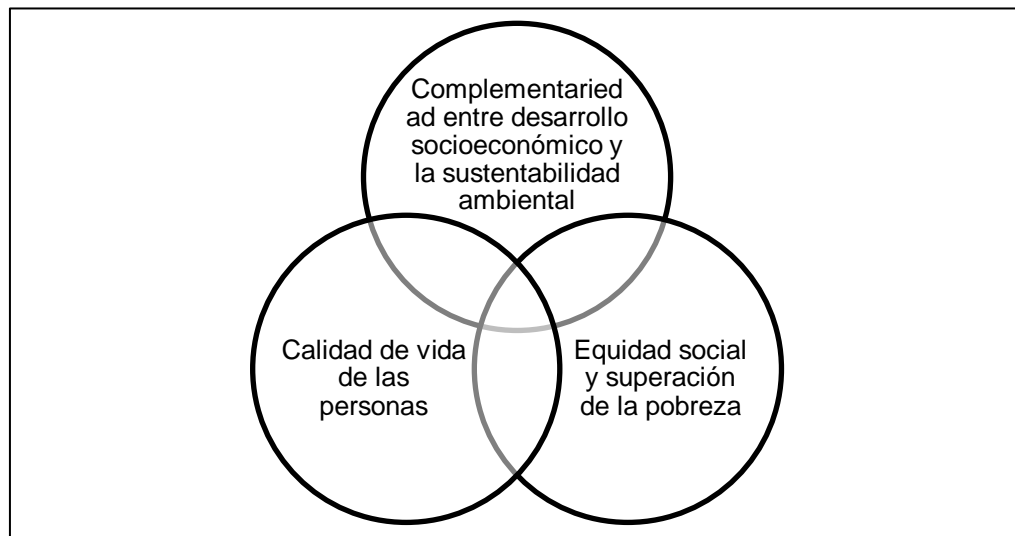 Complementaried
ad entre desarrollo
socioeconómico y
la sustentabilidad
ambiental
Calidad de vida
de las
personas
Equidad social
y superación
de la pobreza